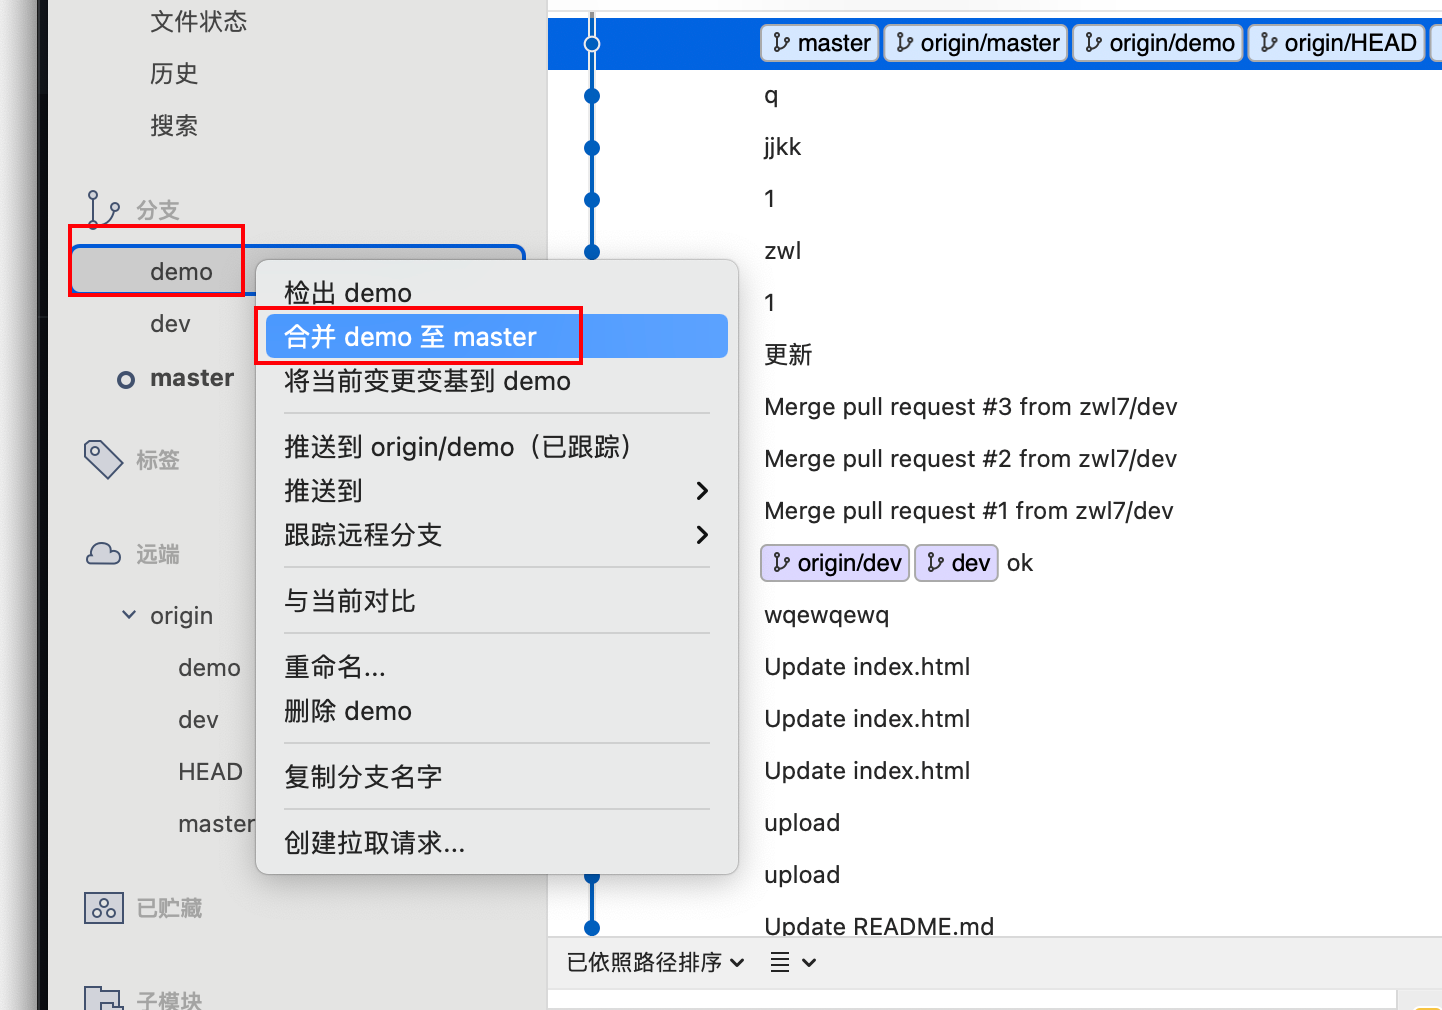 文件状态
历史
搜索
分支
demo
dev
master
标签
远端
origin
demo
dev
HEAD
master
已贮藏
子模块
检出 demo
合并 demo 至 master
将当前变更变基到 demo
推送到 origin/demo（已跟踪）
推送到
跟踪远程分支
与当前对比
重命名...
删除 demo
复制分支名字
创建拉取请求...
master origin/master origin/demo origin/HEAD
q
jjkk
1
zwl
1
更新
Merge pull request #3 from zwl7/dev
Merge pull request #2 from zwl7/dev
Merge pull request #1 from zwl7/dev
origin/dev dev ok
wqewqewq
Update index.html
Update index.html
Update index.html
upload
upload
Update README.md
已依照路径排序